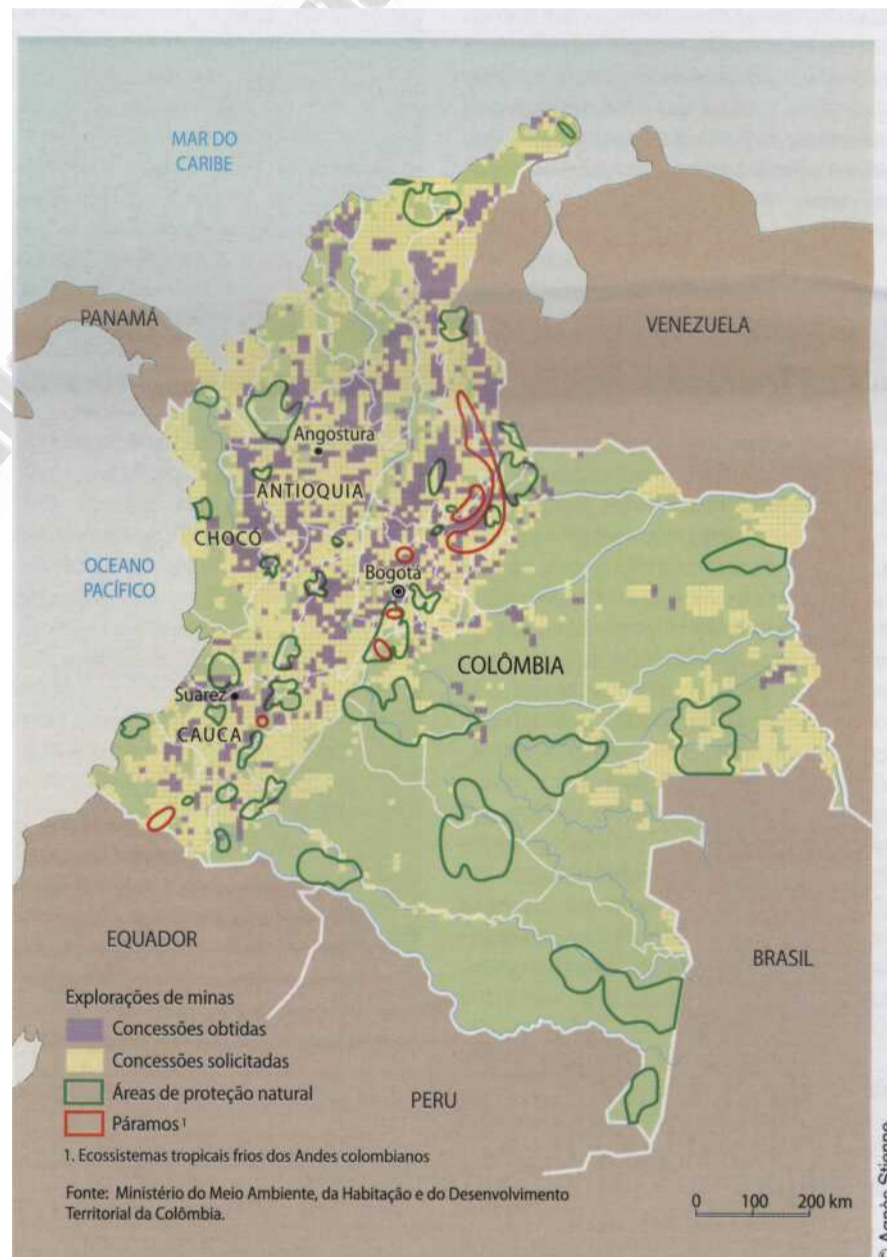 MAR DO
CARIBE
PANAMÁ
VENEZUELA
Angostura
ANTIOQUIA
CHOCÓ
OCEANO
PACÍFICO
Bogotá
COLÔMBIA
Suarez
CAUCA
EQUADOR
BRASIL
PERU
Explorações de minas
Concessões obtidas
Concessões solicitadas
Áreas de proteção natural
Páramos¹
1. Ecossistemas tropicais frios dos Andes colombianos
Fonte: Ministério do Meio Ambiente, da Habitação e do Desenvolvimento
Territorial da Colômbia.
0 100 200 km
Agnès Stienne